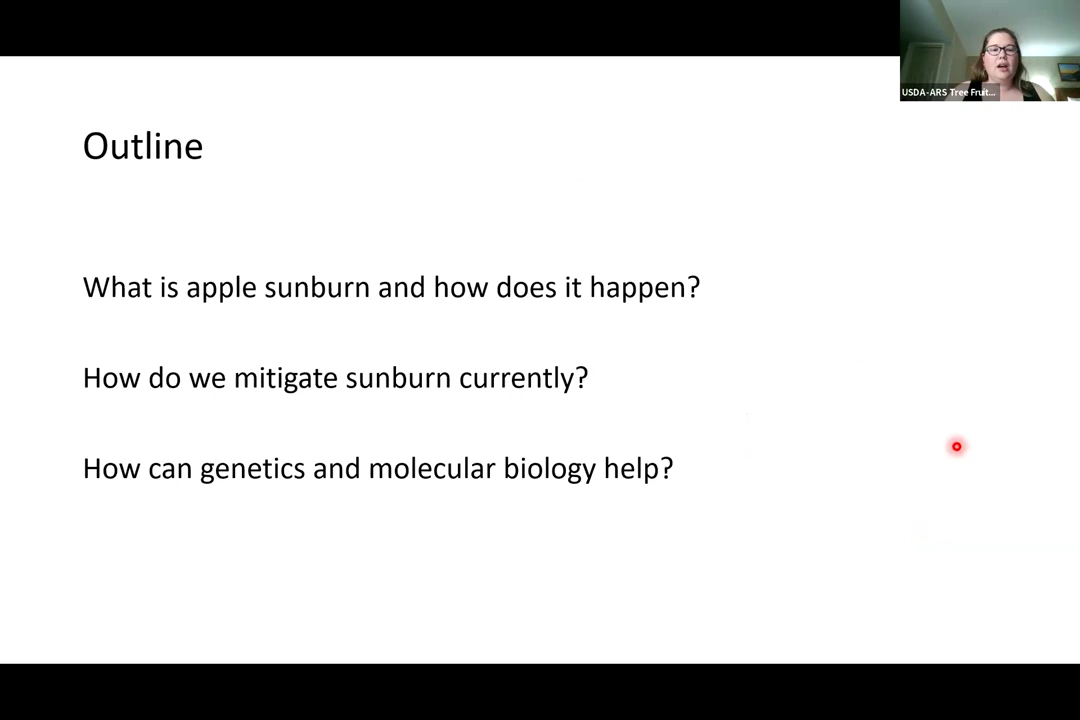 USDA-ARS Tree Fruit...
Outline
What is apple sunburn and how does it happen?
How do we mitigate sunburn currently?
How can genetics and molecular biology help?